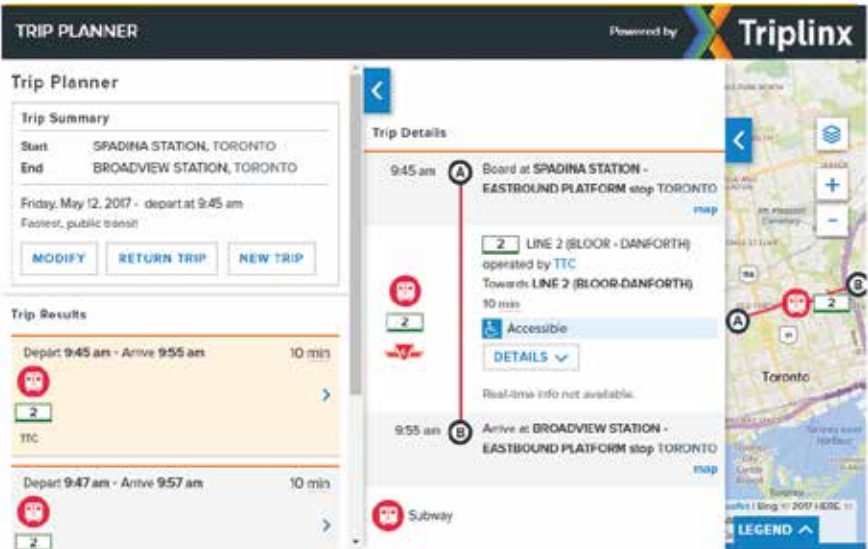 TRIP PLANNER
Powered by
Triplinx
Trip Planner
Trip Summary
Start SPADINA STATION, TORONTO
End BROADVIEW STATION, TORONTO
Friday, May 12, 2017 - depart at 9:45 am
Fastest, public transit
MODIFY
RETURN TRIP
NEW TRIP
Trip Results
Depart 9:45 am - Arrive 9:55 am 10 min
2
TTC
Depart 9:47 am - Arrive 9:57 am 10 min
2
Trip Details
9:45 am A Board at SPADINA STATION -
EASTBOUND PLATFORM stop TORONTO
map
2 LINE 2 (BLOOR - DANFORTH)
operated by TTC
Towards LINE 2 (BLOOR-DANFORTH)
10 min
2
Accessible
DETAILS
Real-time info not available.
9:55 am B Arrive at BROADVIEW STATION -
EASTBOUND PLATFORM stop TORONTO
map
Subway
+
-
B
2
A
Toronto
Toronto
LEGEND